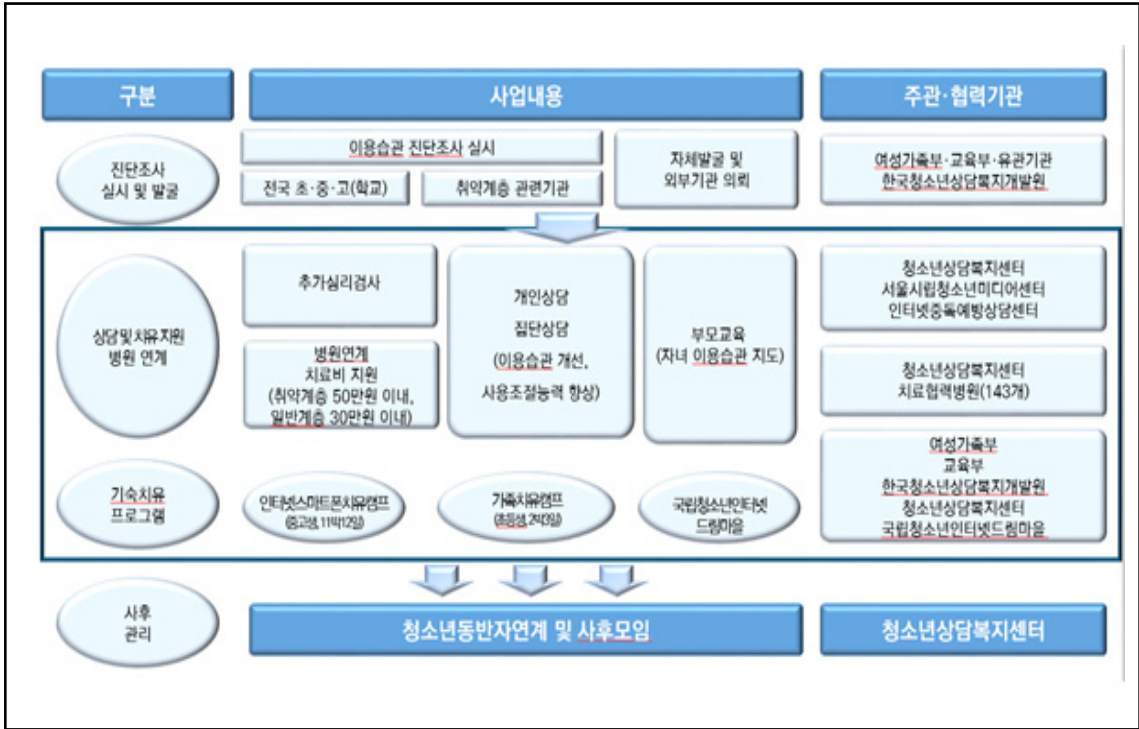 구분
사업내용
주관·협력기관
진단조사
실시 및 발굴
이용습관 진단조사 실시
전국 초·중·고(학교)
취약계층 관련기관
자체발굴 및
외부기관 의뢰
여성가족부·교육부·유관기관
한국청소년상담복지개발원
상담 및 치유 지원
병원 연계
추가심리검사
병원연계
치료비 지원
(취약계층 50만원 이내,
일반계층 30만원 이내)
개인상담
집단상담
(이용습관 개선,
사용조절능력 향상)
부모교육
(자녀 이용습관 지도)
청소년상담복지센터
서울시립청소년미디어센터
인터넷중독예방상담센터
청소년상담복지센터
치료협력병원(143개)
기숙치유
프로그램
인터넷스마트폰치유캠프
(중고생, 11박12일)
가족치유캠프
(초등생, 2박3일)
국립청소년인터넷
드림마을
여성가족부
교육부
한국청소년상담복지개발원
청소년상담복지센터
국립청소년인터넷드림마을
사후
관리
청소년동반자연계 및 사후모임
청소년상담복지센터